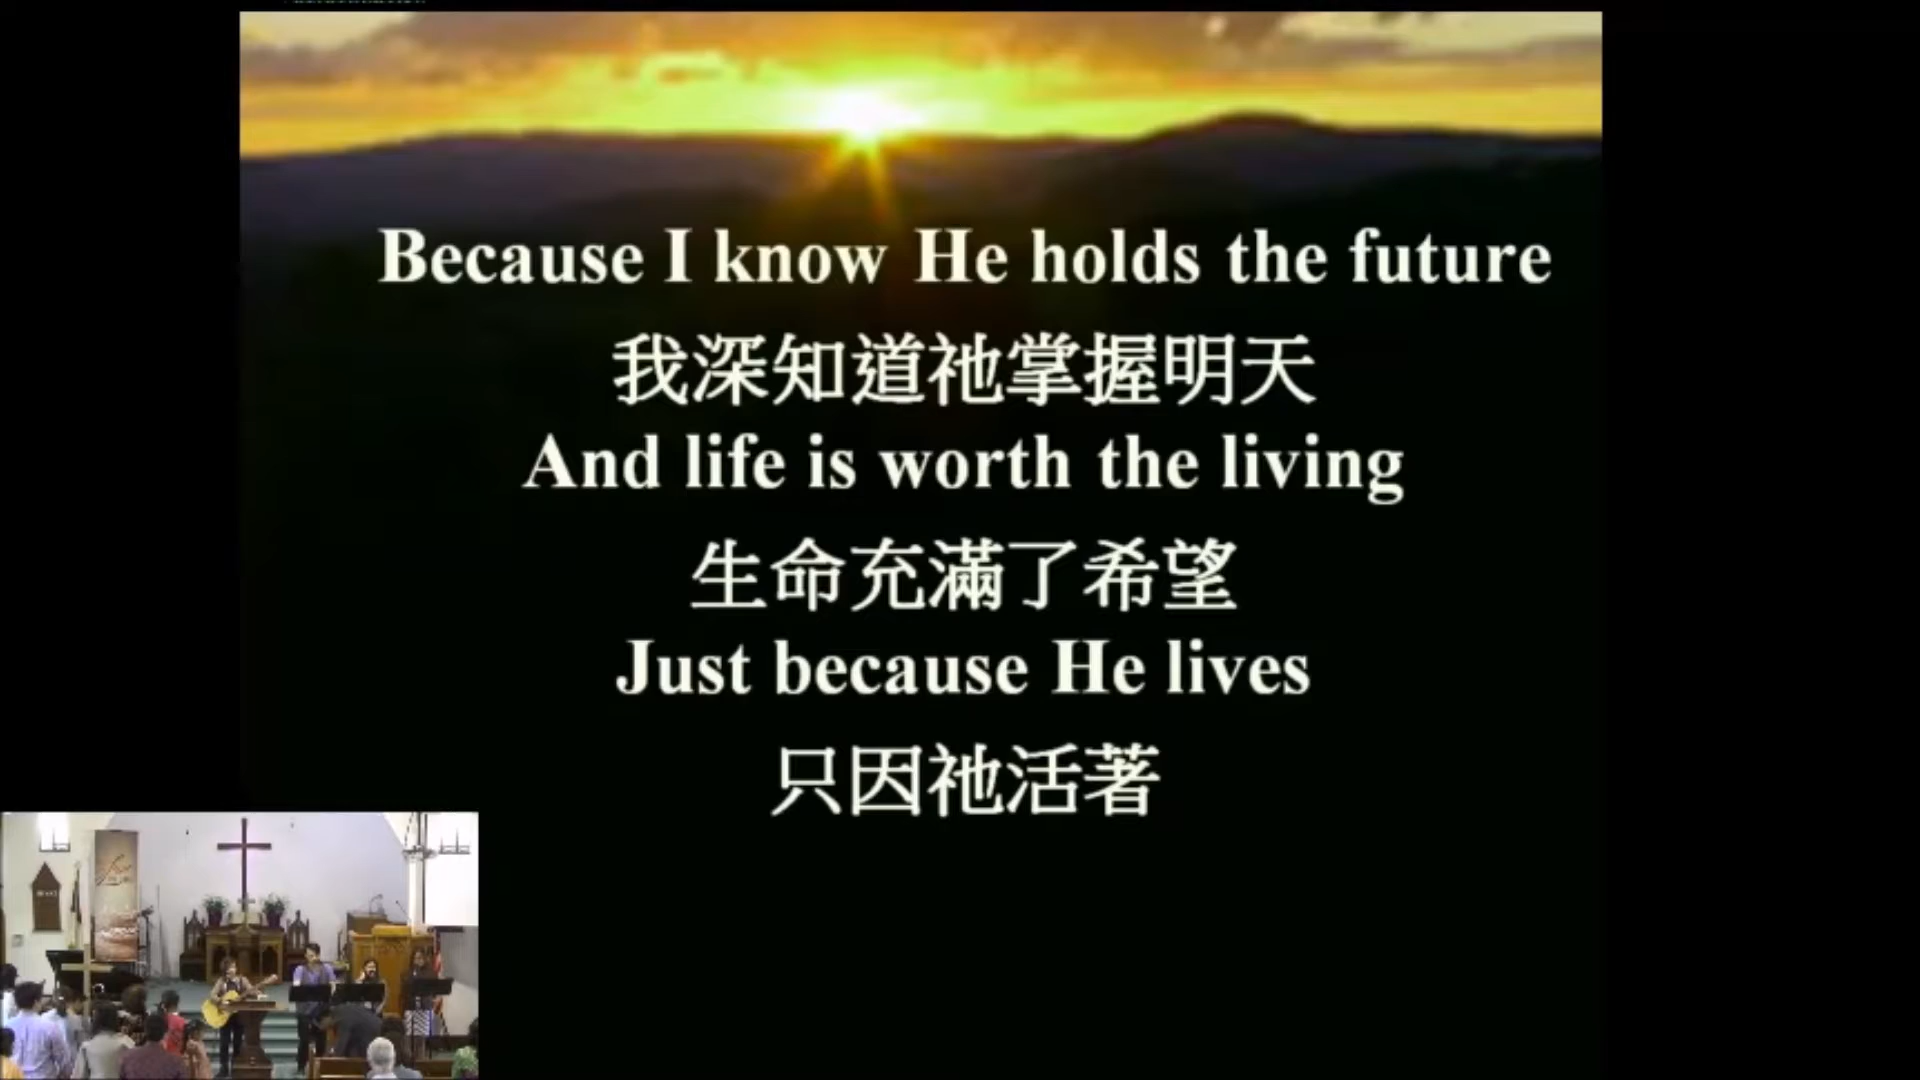 Because I know He holds the future
我深知道祂掌握明天
And life is worth the living
生命充滿了希望
Just because He lives
只因祂活著